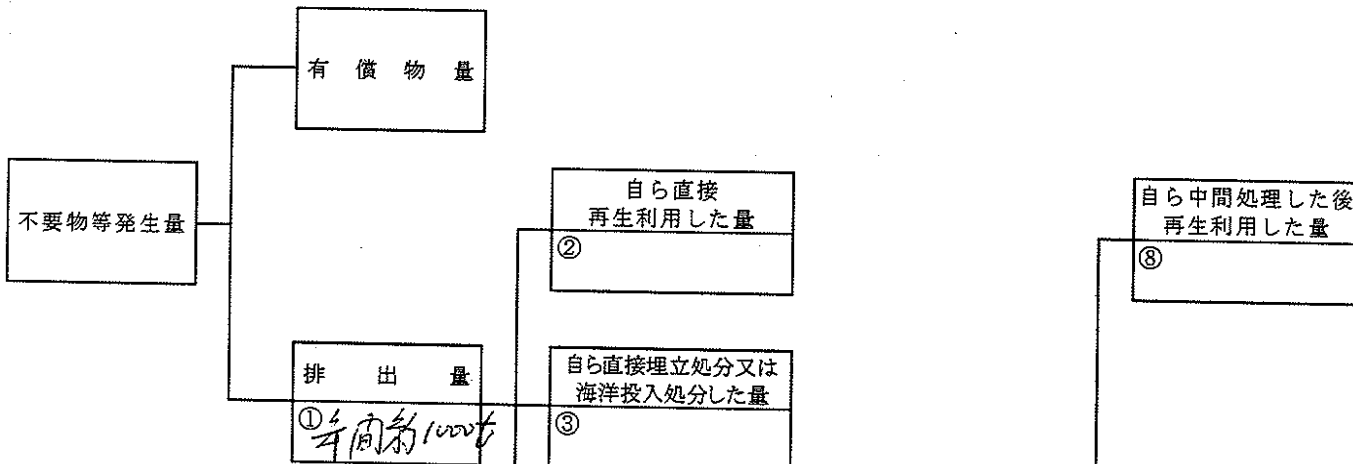 有償物量
不要物等発生量
自ら直接
再生利用した量
②
自ら中間処理した後
再生利用した量
⑧
排出量
①年間約1000t
自ら直接埋立処分又は
海洋投入処分した量
③